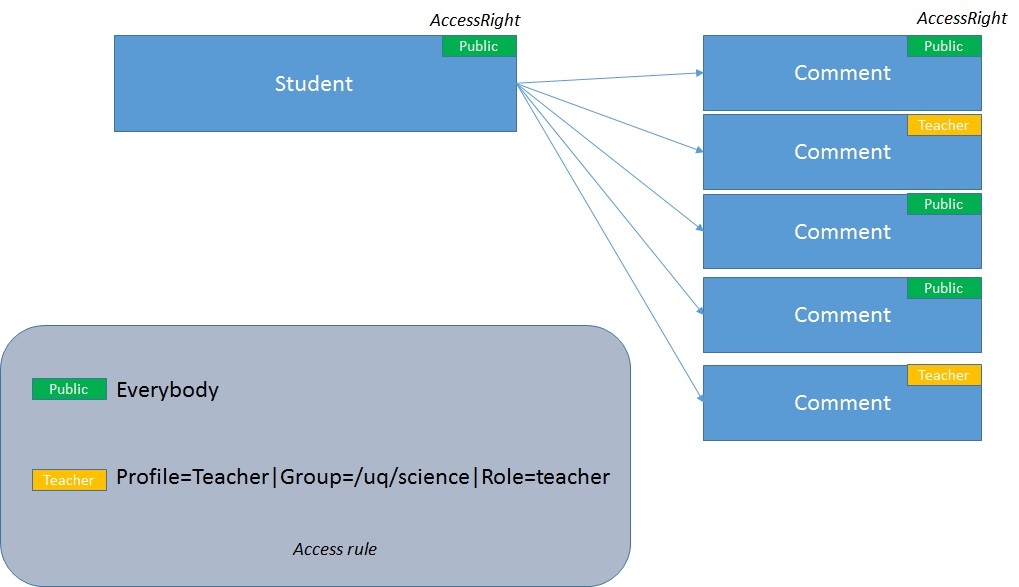 AccessRight
Public
Student
AccessRight
Public
Comment
Teacher
Comment
Public
Comment
Public
Comment
Teacher
Comment
Public Everybody
Teacher Profile=Teacher|Group=/uq/science|Role=teacher
Access rule